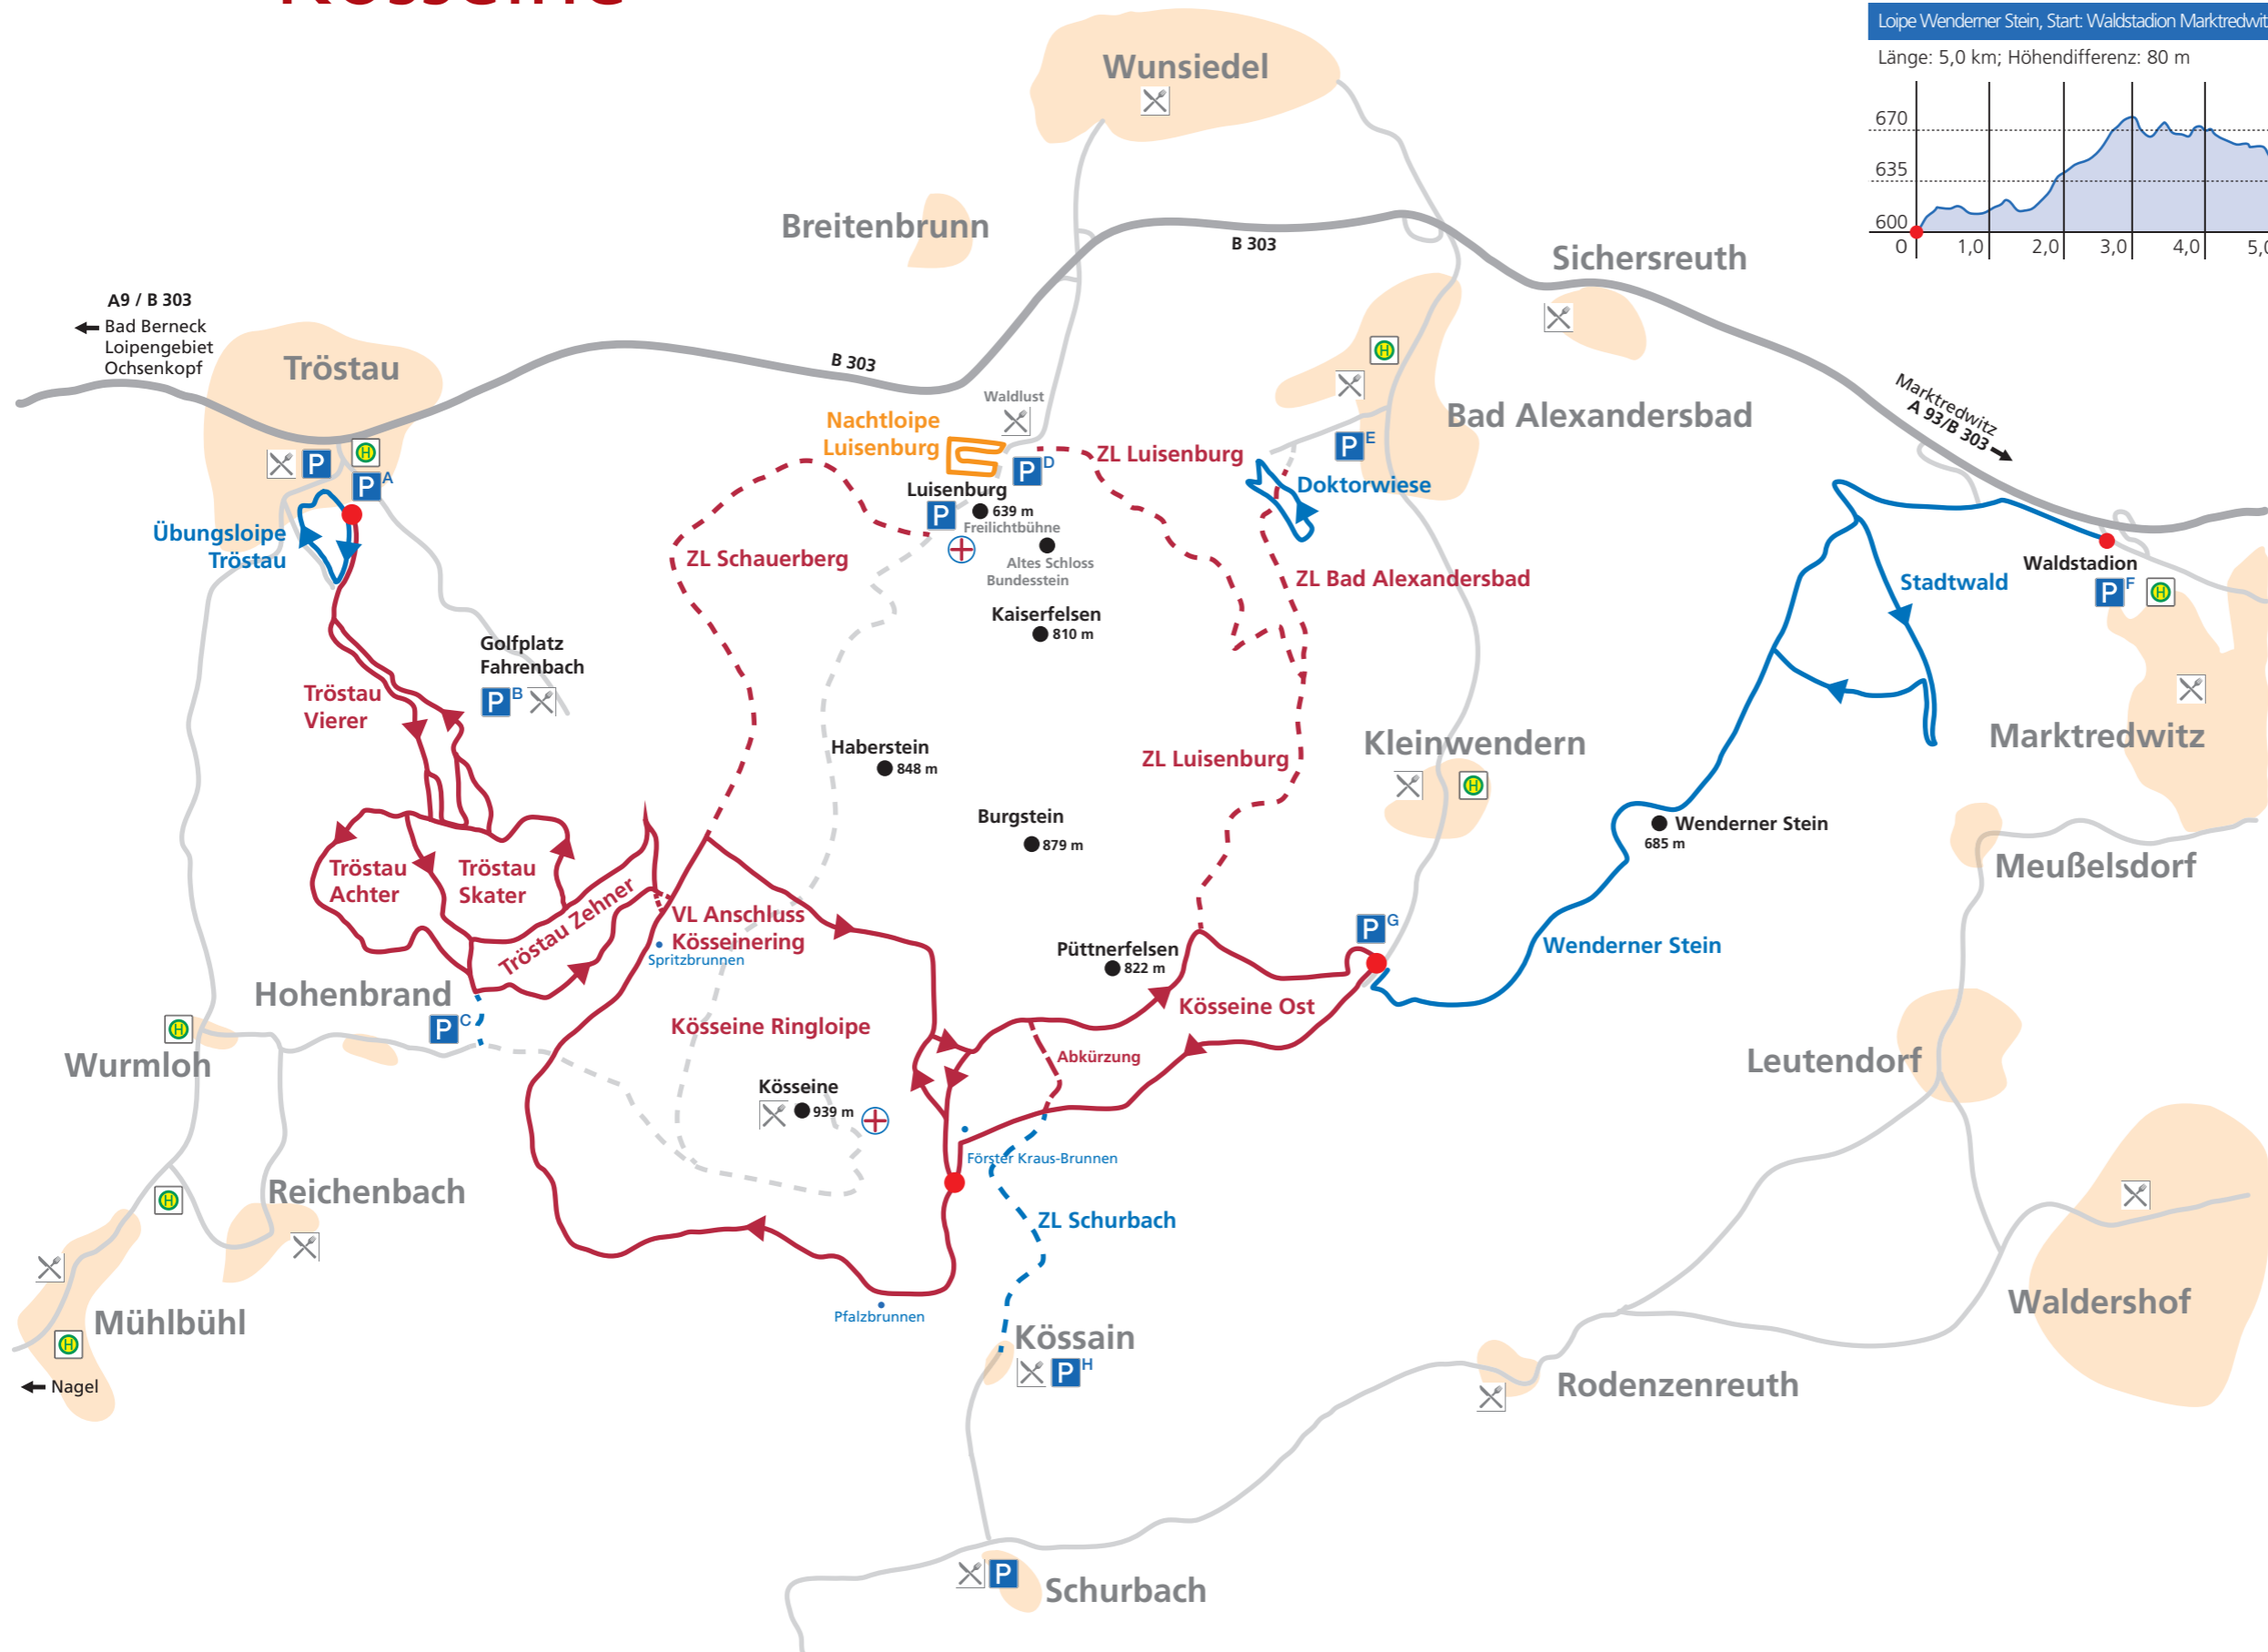 Kösseine
Loipe Wenderner Stein, Start: Waldstadion Marktredwit
Länge: 5,0 km; Höhendifferenz: 80 m
670
635
600
0
1,0
2,0
3,0
4,0
5,0
Wunsiedel
Breitenbrunn
B 303
Sichersreuth
A9 / B 303
Bad Berneck
Loipengebiet
Ochsenkopf
Tröstau
B 303
Marktredwitz
A 93/B 303
Waldlust
Nachtloipe
Luisenburg
Bad Alexandersbad
H
P
E
P
H
P
A
P
D
ZL Luisenburg
Doktorwiese
Luisenburg
639 m
P
Freilichtbühne
Altes Schloss
Bundesstein
Übungsloipe
Tröstau
ZL Schauerberg
ZL Bad Alexandersbad
Waldstadion
P
F
H
Stadtwald
Kaiserfelsen
810 m
Golfplatz
Fahrenbach
P
B
Tröstau
Vierer
Haberstein
848 m
ZL Luisenburg
Kleinwendern
H
Marktredwitz
Burgstein
879 m
Wenderner Stein
685 m
Meußelsdorf
Tröstau
Achter
Tröstau
Skater
Tröstau Zehner
VL Anschluss
Kösseinering
Spritzbrunnen
Püttnerfelsen
822 m
P
G
Wenderner Stein
Hohenbrand
P
C
Kösseine Ost
Kösseine Ringloipe
H
Wurmloh
Abkürzung
Leutendorf
Kösseine
939 m
Förster Kraus-Brunnen
H
Reichenbach
ZL Schurbach
Mühlbühl
H
Pfalzbrunnen
Kössain
P
H
Waldershof
Nagel
Rodenzenreuth
P
Schurbach